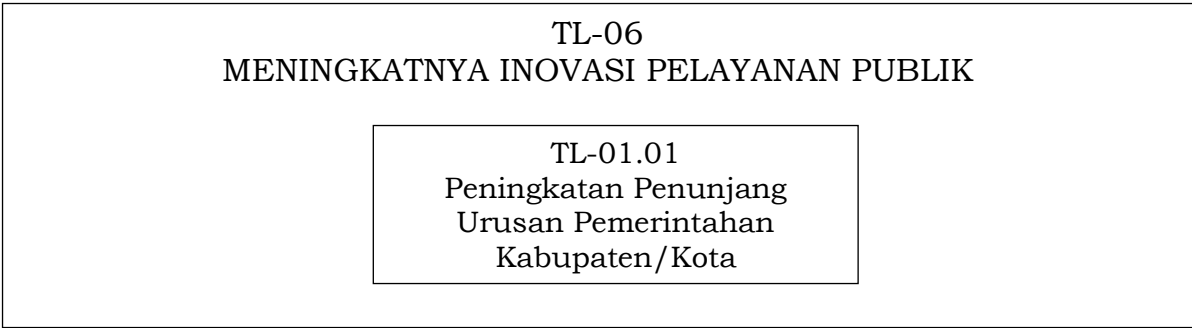 TL-06
MENINGKATNYA INOVASI PELAYANAN PUBLIK
TL-01.01
Peningkatan Penunjang
Urusan Pemerintahan
Kabupaten/Kota